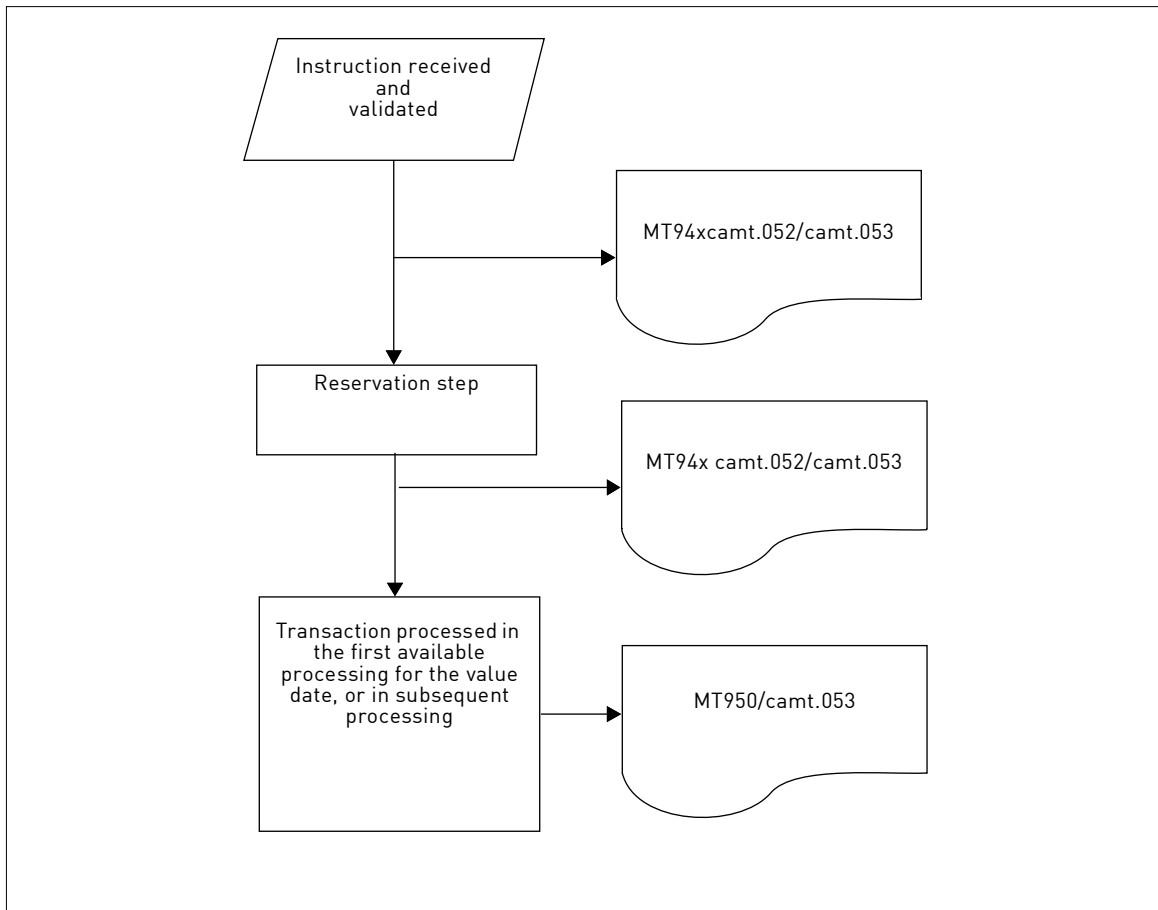 Instruction received
and
validated
MT94xcamt.052/camt.053
Reservation step
MT94x camt.052/camt.053
Transaction processed in
the first available
processing for the value
date, or in subsequent
processing
MT950/camt.053